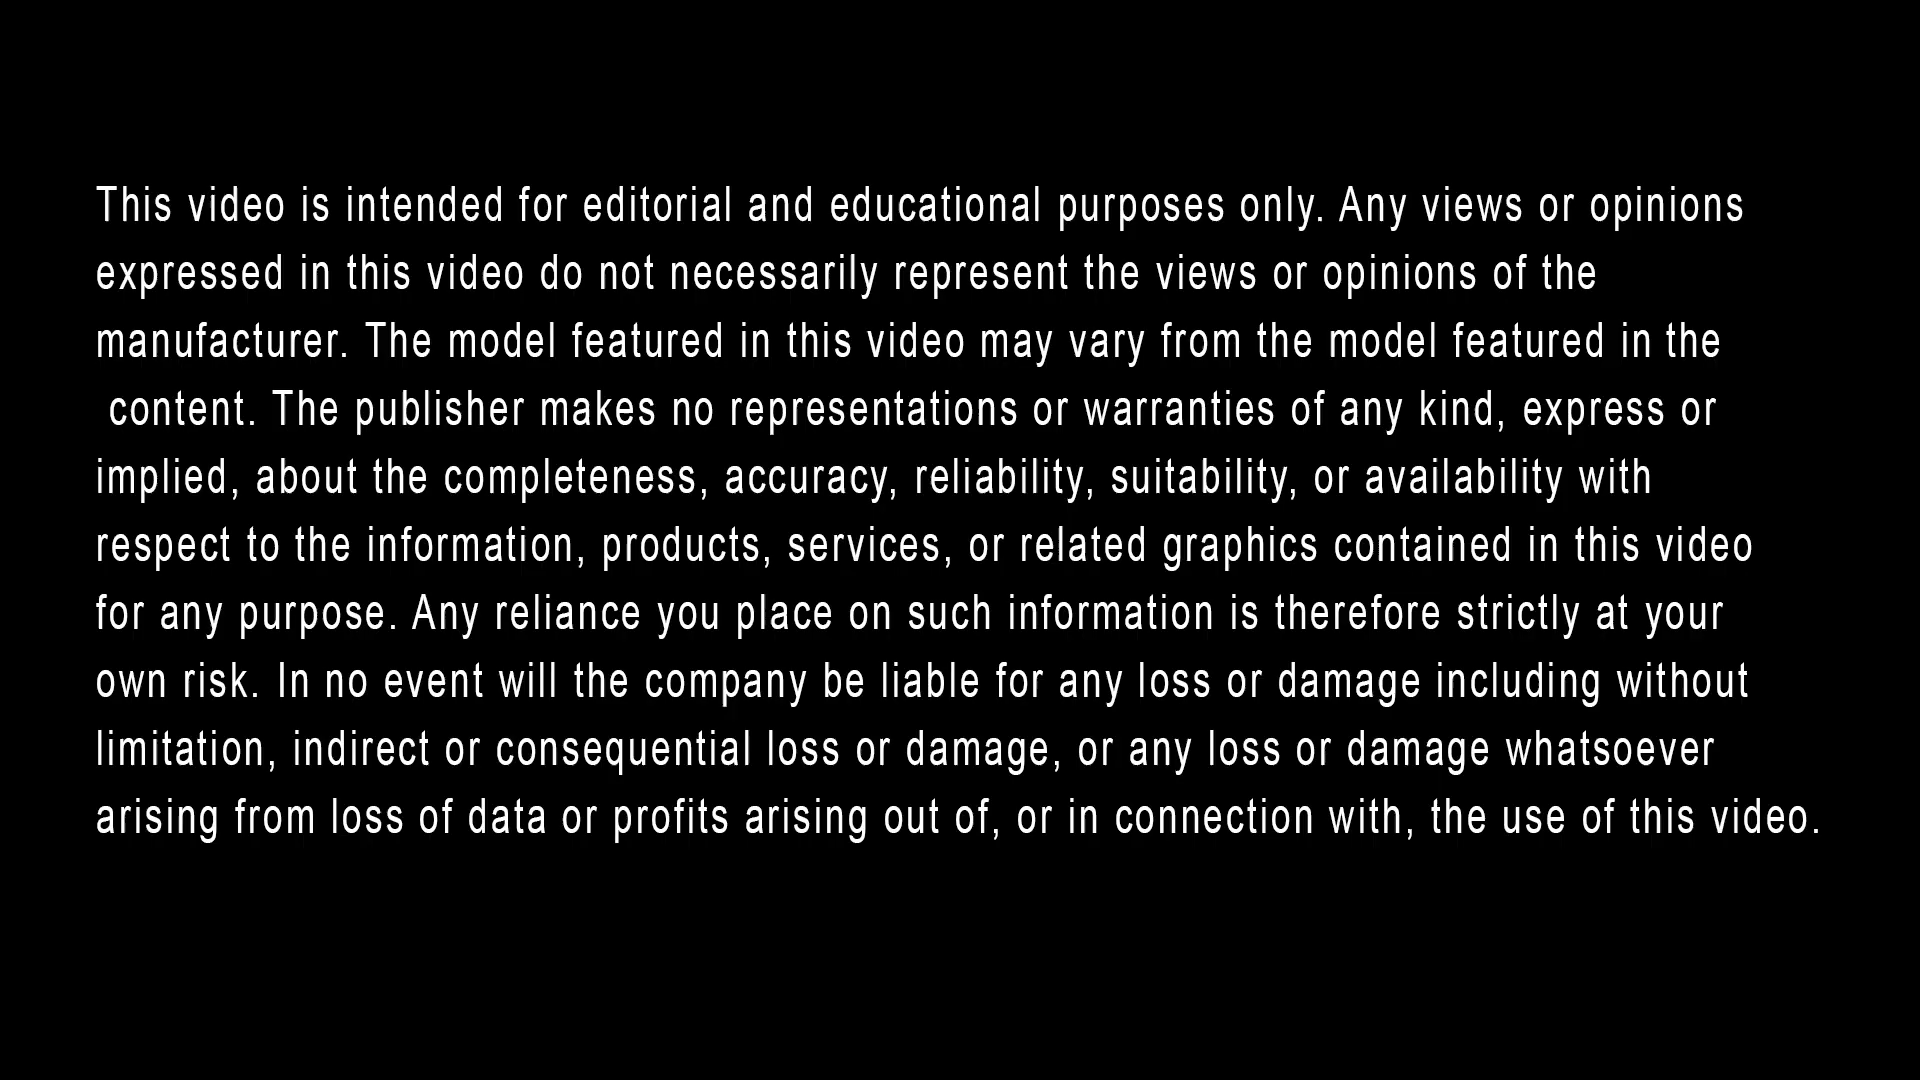 This video is intended for editorial and educational purposes only. Any views or opinions
expressed in this video do not necessarily represent the views or opinions of the
manufacturer. The model featured in this video may vary from the model featured in the
content. The publisher makes no representations or warranties of any kind, express or
implied, about the completeness, accuracy, reliability, suitability, or availability with
respect to the information, products, services, or related graphics contained in this video
for any purpose. Any reliance you place on such information is therefore strictly at your
own risk. In no event will the company be liable for any loss or damage including without
limitation, indirect or consequential loss or damage, or any loss or damage whatsoever
arising from loss of data or profits arising out of, or in connection with, the use of this video.